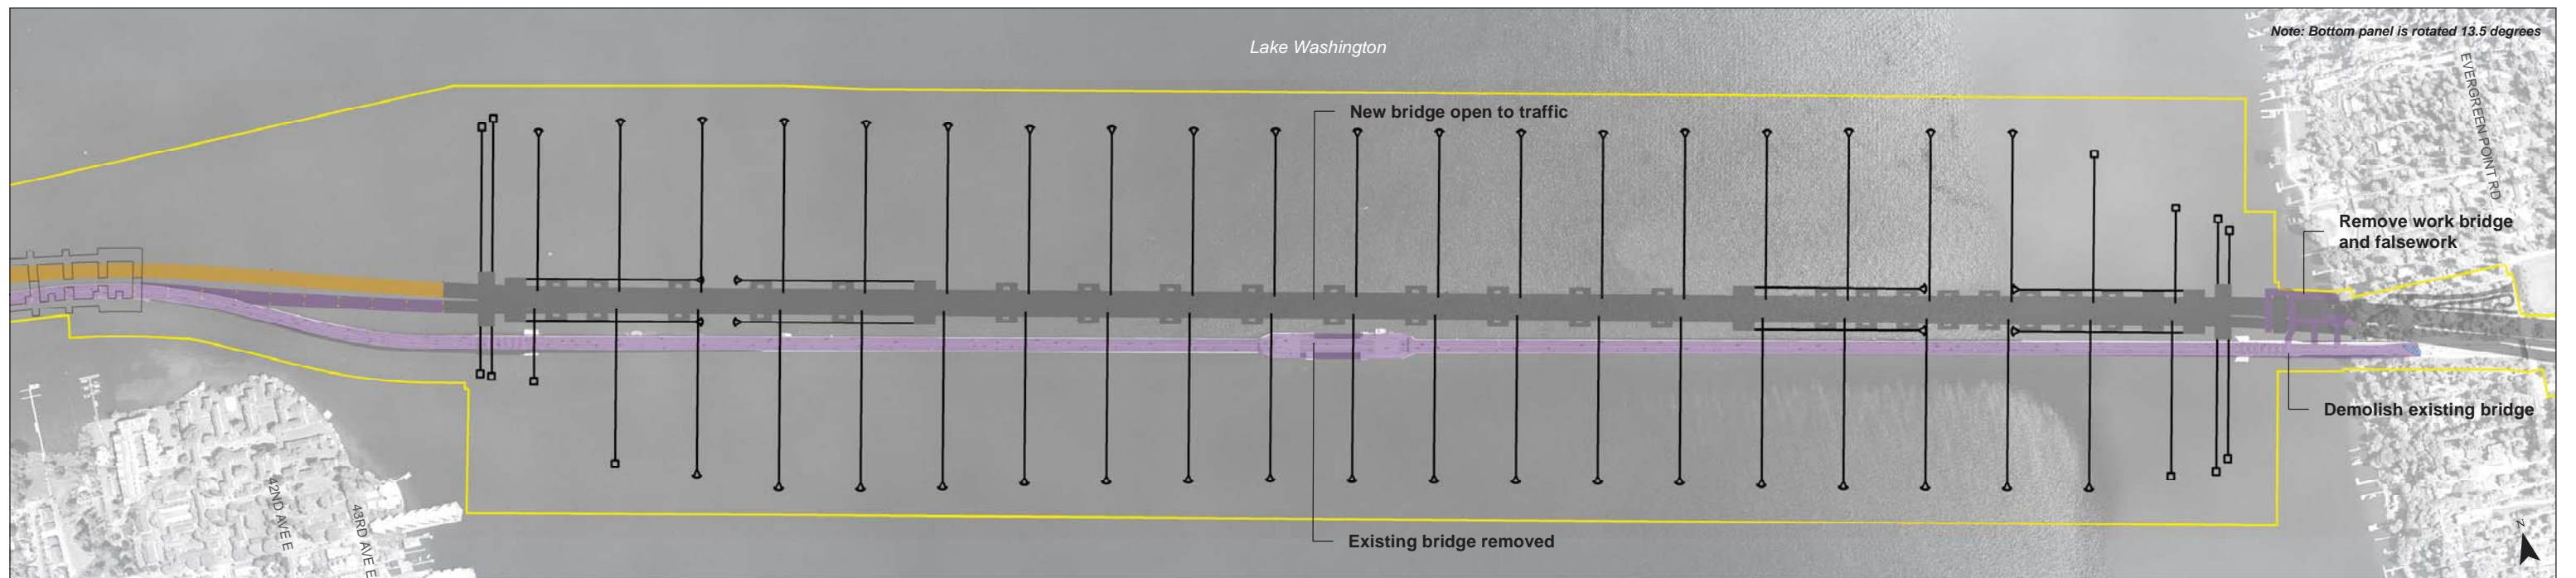 Lake Washington
Note: Bottom panel is rotated 13.5 degrees
EVERGREEN POINT RD
New bridge open to traffic
Remove work bridge
and falsework
Demolish existing bridge
42ND AVE E
43RD AVE E
Existing bridge removed
N